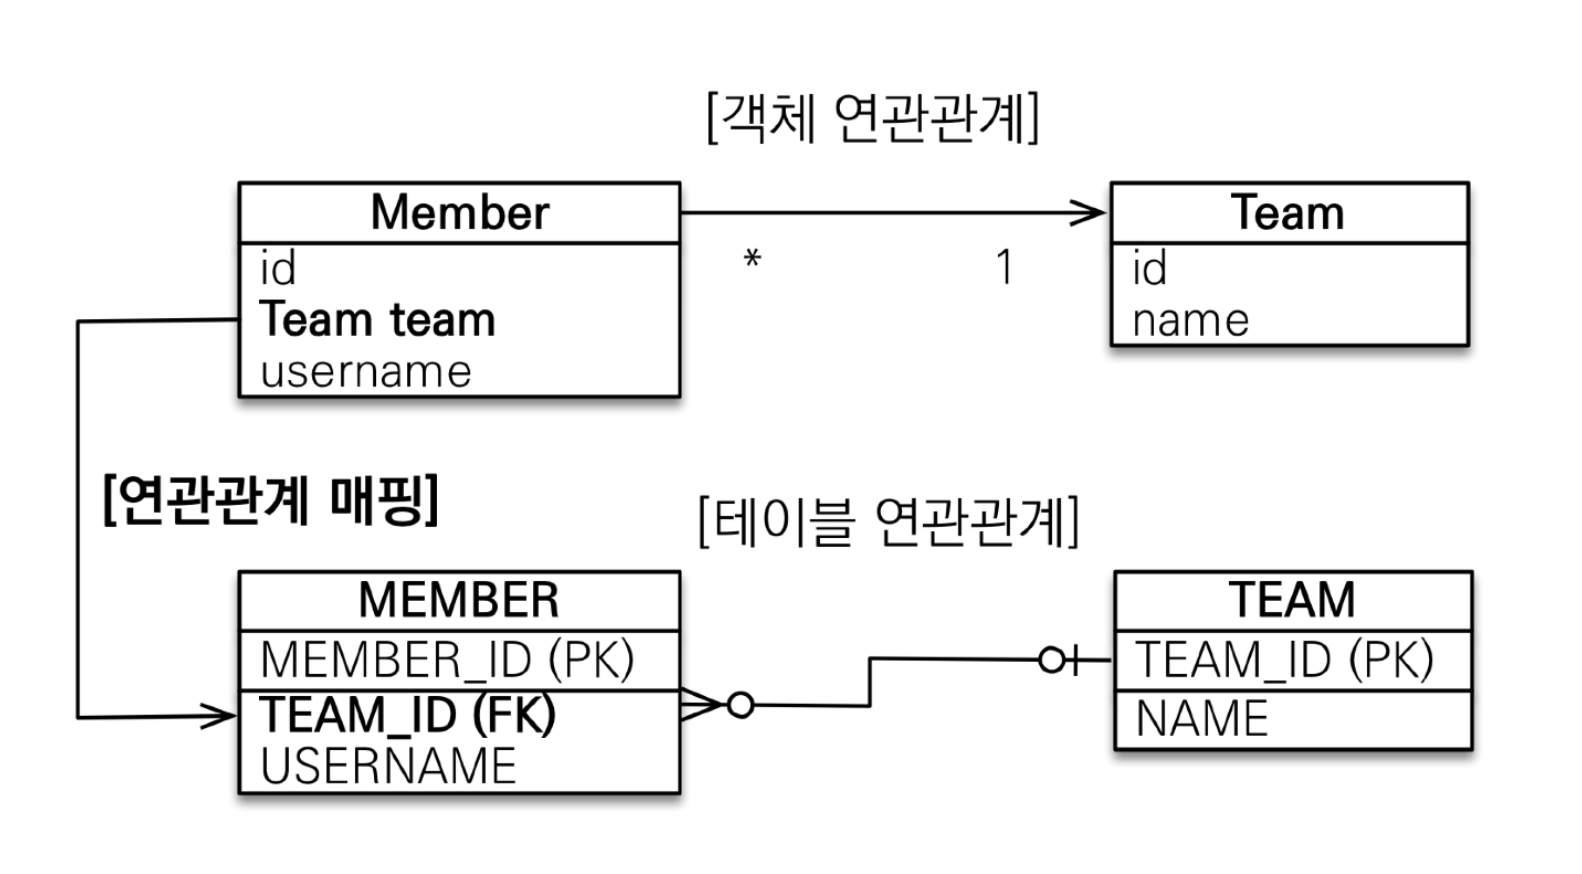 [객체 연관관계]
Member
id
Team team
username
* 1
Team
id
name
[연관관계 매핑]
[테이블 연관관계]
MEMBER
MEMBER_ID (PK)
TEAM_ID (FK)
USERNAME
TEAM
TEAM_ID (PK)
NAME